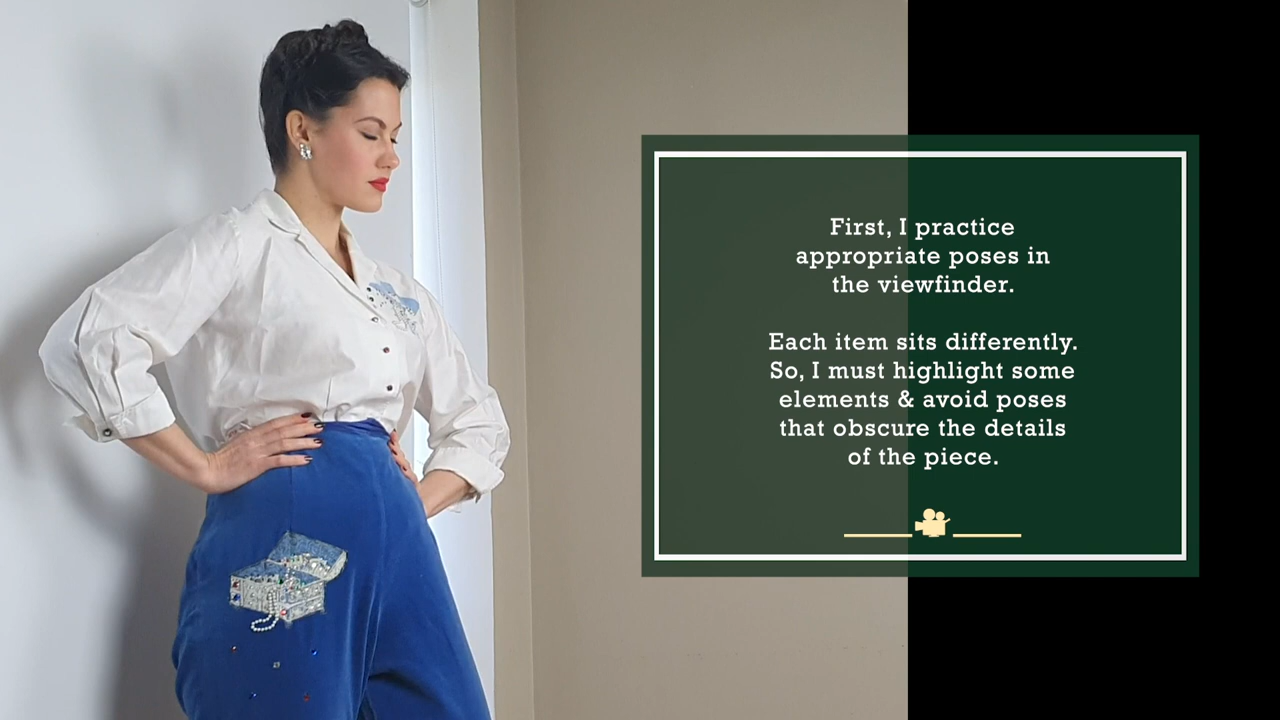 First, I practice
appropriate poses in
the viewfinder.
Each item sits differently.
So, I must highlight some
elements & avoid poses
that obscure the details
of the piece.